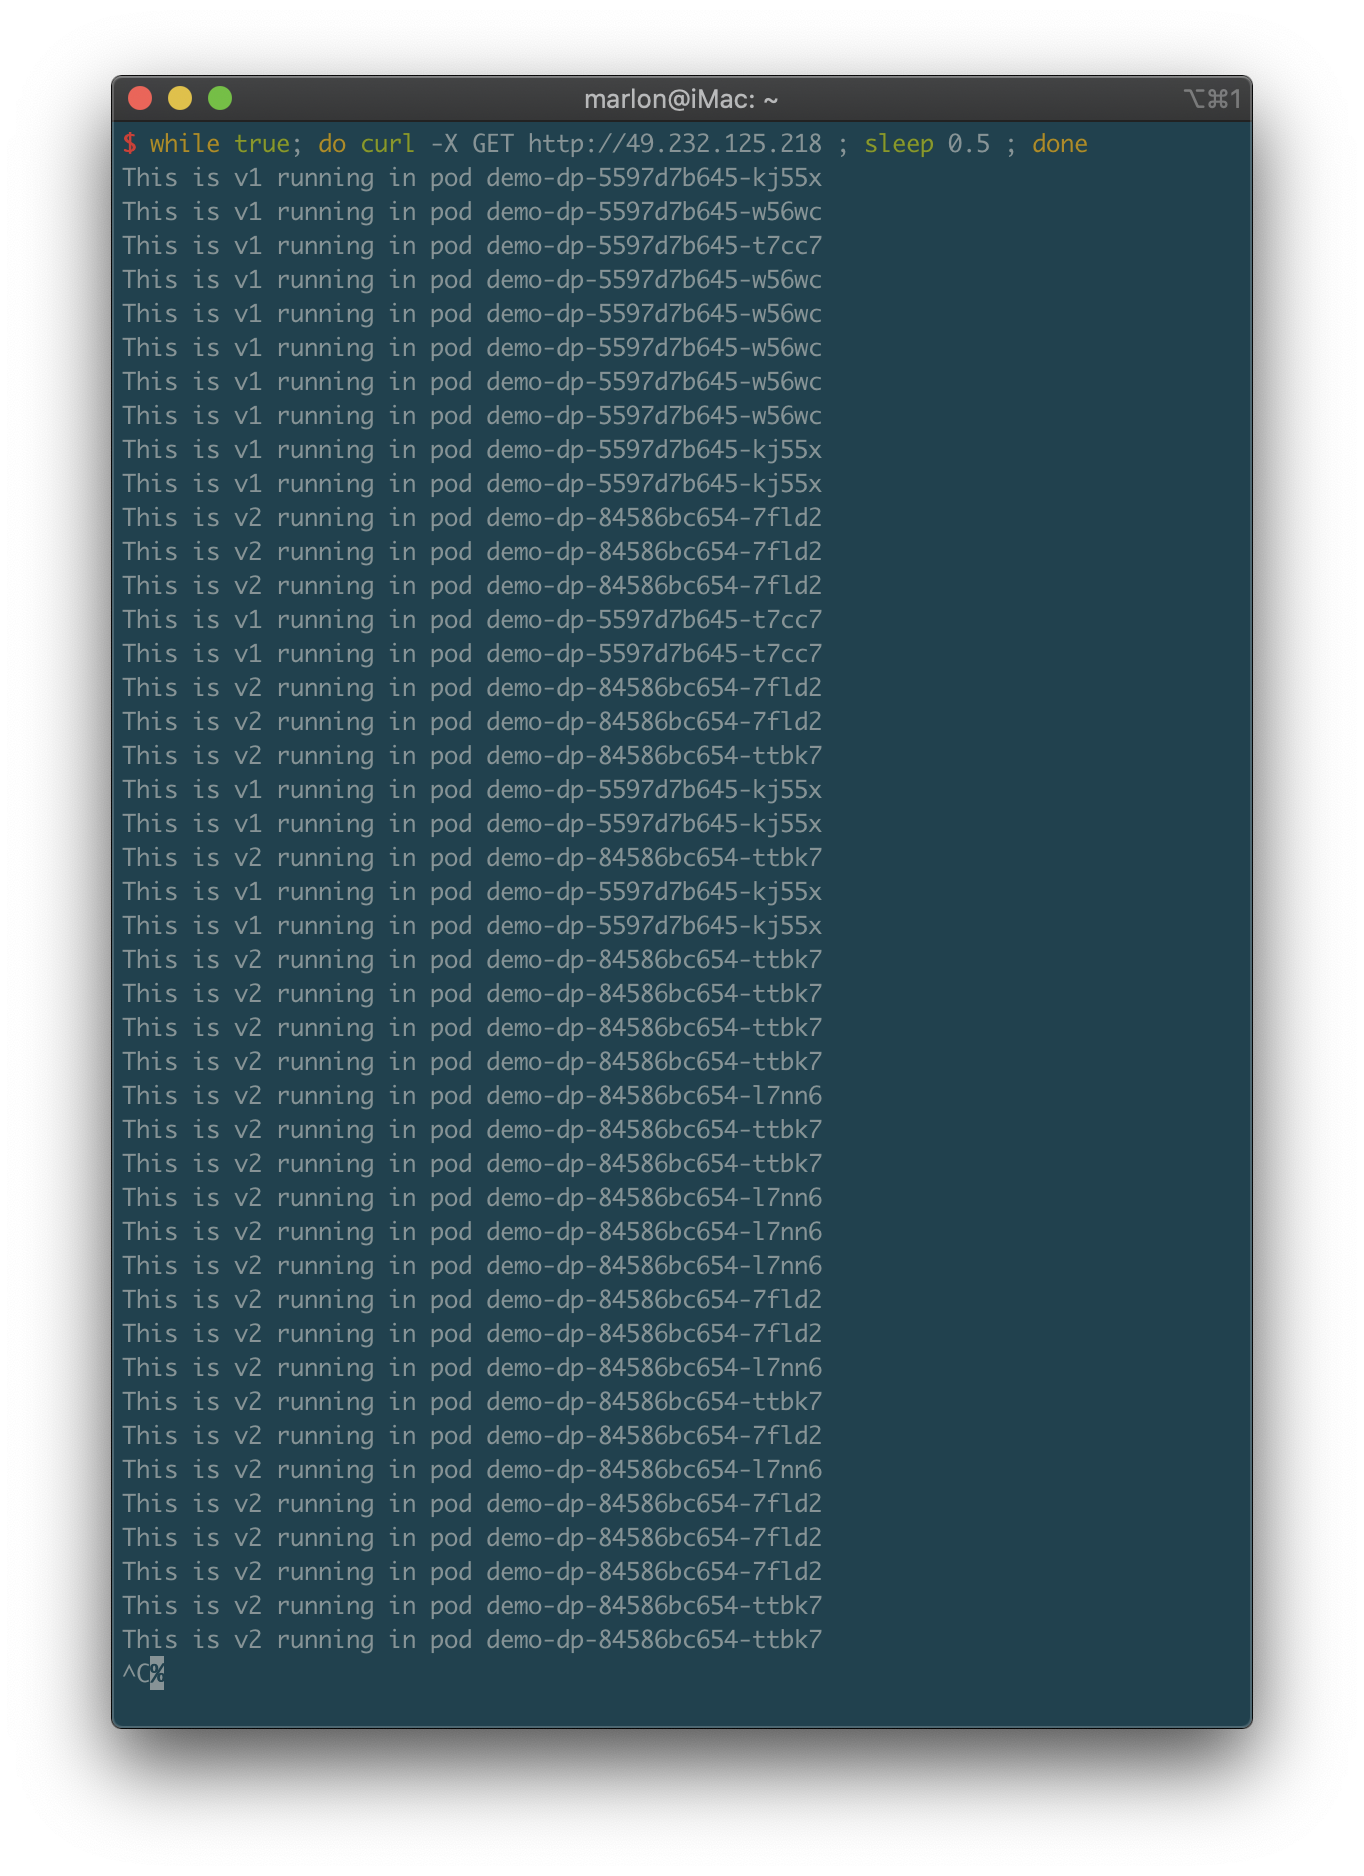 marlon@iMac: ~ ⌥⌘1
$ while true; do curl -X GET http://49.232.125.218 ; sleep 0.5 ; done
This is v1 running in pod demo-dp-5597d7b645-kj55x
This is v1 running in pod demo-dp-5597d7b645-w56wc
This is v1 running in pod demo-dp-5597d7b645-t7cc7
This is v1 running in pod demo-dp-5597d7b645-w56wc
This is v1 running in pod demo-dp-5597d7b645-w56wc
This is v1 running in pod demo-dp-5597d7b645-w56wc
This is v1 running in pod demo-dp-5597d7b645-w56wc
This is v1 running in pod demo-dp-5597d7b645-w56wc
This is v1 running in pod demo-dp-5597d7b645-kj55x
This is v1 running in pod demo-dp-5597d7b645-kj55x
This is v2 running in pod demo-dp-84586bc654-7fld2
This is v2 running in pod demo-dp-84586bc654-7fld2
This is v2 running in pod demo-dp-84586bc654-7fld2
This is v1 running in pod demo-dp-5597d7b645-t7cc7
This is v1 running in pod demo-dp-5597d7b645-t7cc7
This is v2 running in pod demo-dp-84586bc654-7fld2
This is v2 running in pod demo-dp-84586bc654-7fld2
This is v2 running in pod demo-dp-84586bc654-ttbk7
This is v1 running in pod demo-dp-5597d7b645-kj55x
This is v1 running in pod demo-dp-5597d7b645-kj55x
This is v2 running in pod demo-dp-84586bc654-ttbk7
This is v1 running in pod demo-dp-5597d7b645-kj55x
This is v1 running in pod demo-dp-5597d7b645-kj55x
This is v2 running in pod demo-dp-84586bc654-ttbk7
This is v2 running in pod demo-dp-84586bc654-ttbk7
This is v2 running in pod demo-dp-84586bc654-ttbk7
This is v2 running in pod demo-dp-84586bc654-ttbk7
This is v2 running in pod demo-dp-84586bc654-l7nn6
This is v2 running in pod demo-dp-84586bc654-ttbk7
This is v2 running in pod demo-dp-84586bc654-ttbk7
This is v2 running in pod demo-dp-84586bc654-l7nn6
This is v2 running in pod demo-dp-84586bc654-l7nn6
This is v2 running in pod demo-dp-84586bc654-l7nn6
This is v2 running in pod demo-dp-84586bc654-7fld2
This is v2 running in pod demo-dp-84586bc654-7fld2
This is v2 running in pod demo-dp-84586bc654-l7nn6
This is v2 running in pod demo-dp-84586bc654-ttbk7
This is v2 running in pod demo-dp-84586bc654-7fld2
This is v2 running in pod demo-dp-84586bc654-l7nn6
This is v2 running in pod demo-dp-84586bc654-7fld2
This is v2 running in pod demo-dp-84586bc654-7fld2
This is v2 running in pod demo-dp-84586bc654-7fld2
This is v2 running in pod demo-dp-84586bc654-ttbk7
This is v2 running in pod demo-dp-84586bc654-ttbk7
^C%